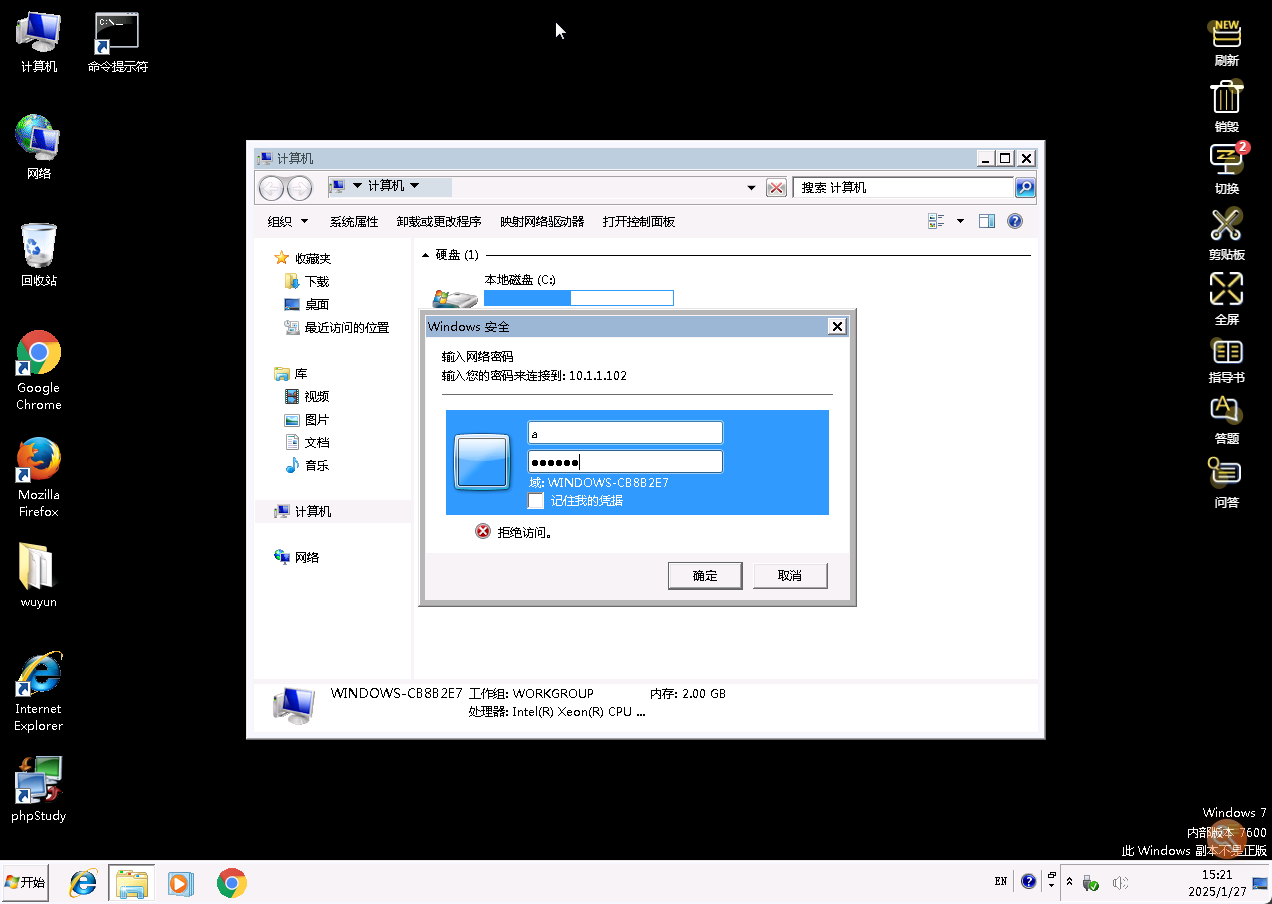 计算机
C:\_
命令提示符
网络
回收站
Google
Chrome
Mozilla
Firefox
wuyun
Internet
Explorer
phpStudy
计算机
计算机
搜索 计算机
组织
系统属性
卸载或更改程序
映射网络驱动器
打开控制面板
收藏夹
下载
桌面
最近访问的位置
库
视频
图片
文档
音乐
计算机
网络
硬盘 (1)
本地磁盘 (C:)
Windows 安全
输入网络密码
输入您的密码来连接到: 10.1.1.102
a
●●●●●●
域: WINDOWS-CB8B2E7
记住我的凭据
拒绝访问。
确定
取消
WINDOWS-CB8B2E7 工作组: WORKGROUP 内存: 2.00 GB
处理器: Intel(R) Xeon(R) CPU ...
NEW
刷新
销毁
2
切换
剪贴板
全屏
指导书
A
答题
问答
Windows 7
内部版本 7600
此 Windows 副本不是正版
开始
EN
15:21
2025/1/27